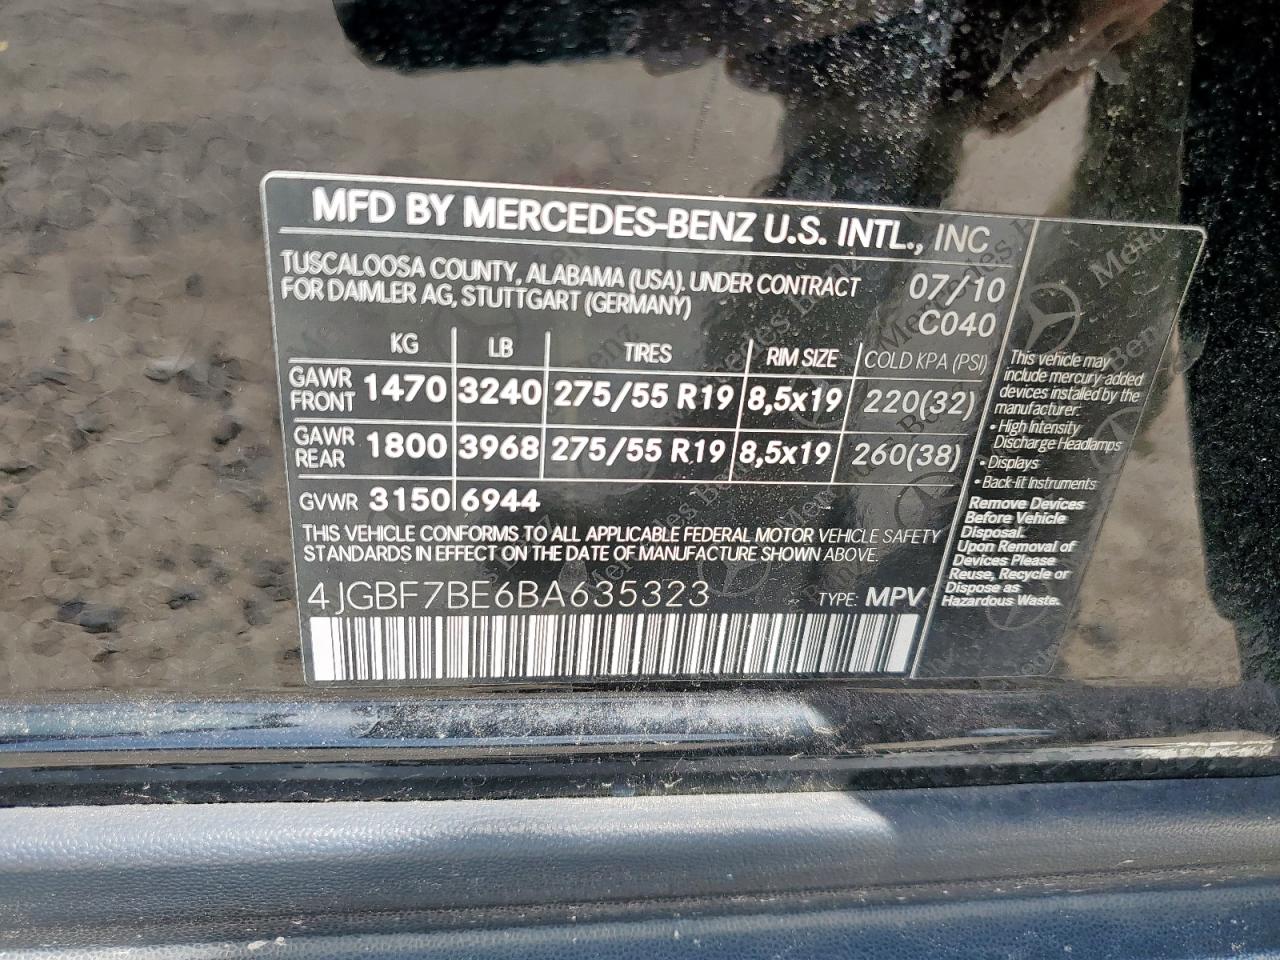 MFD BY MERCEDES-BENZ U.S. INTL., INC
TUSCALOOSA COUNTY, ALABAMA (USA). UNDER CONTRACT 07/10
FOR DAIMLER AG, STUTTGART (GERMANY) C040
KG LB TIRES RIM SIZE COLD KPA (PSI)
GAWR FRONT 1470 3240 275/55 R19 8,5x19 220(32)
GAWR REAR 1800 3968 275/55 R19 8,5x19 260(38)
GVWR 3150 6944
THIS VEHICLE CONFORMS TO ALL APPLICABLE FEDERAL MOTOR VEHICLE SAFETY
STANDARDS IN EFFECT ON THE DATE OF MANUFACTURE SHOWN ABOVE.
4JGBF7BE6BA635323 TYPE: MPV
This vehicle may
include mercury-added
devices installed by the
manufacturer:
• High Intensity
Discharge Headlamps
• Displays
• Back-lit Instruments
Remove Devices
Before Vehicle
Disposal.
Upon Removal of
Devices Please
Reuse, Recycle or
Dispose as
Hazardous Waste.